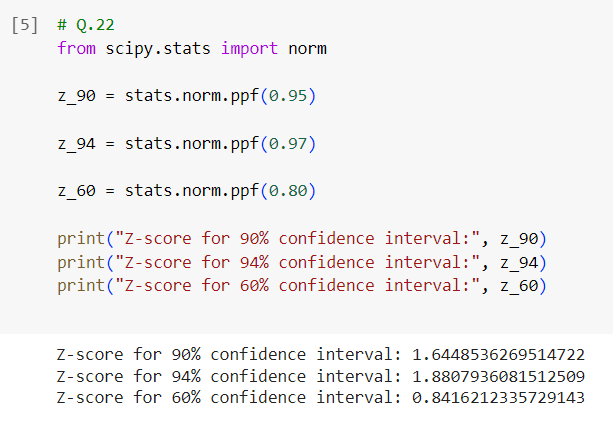 [5] # Q.22
from scipy.stats import norm
z_90 = stats.norm.ppf(0.95)
z_94 = stats.norm.ppf(0.97)
z_60 = stats.norm.ppf(0.80)
print("Z-score for 90% confidence interval:", z_90)
print("Z-score for 94% confidence interval:", z_94)
print("Z-score for 60% confidence interval:", z_60)
Z-score for 90% confidence interval: 1.6448536269514722
Z-score for 94% confidence interval: 1.8807936081512509
Z-score for 60% confidence interval: 0.8416212335729143